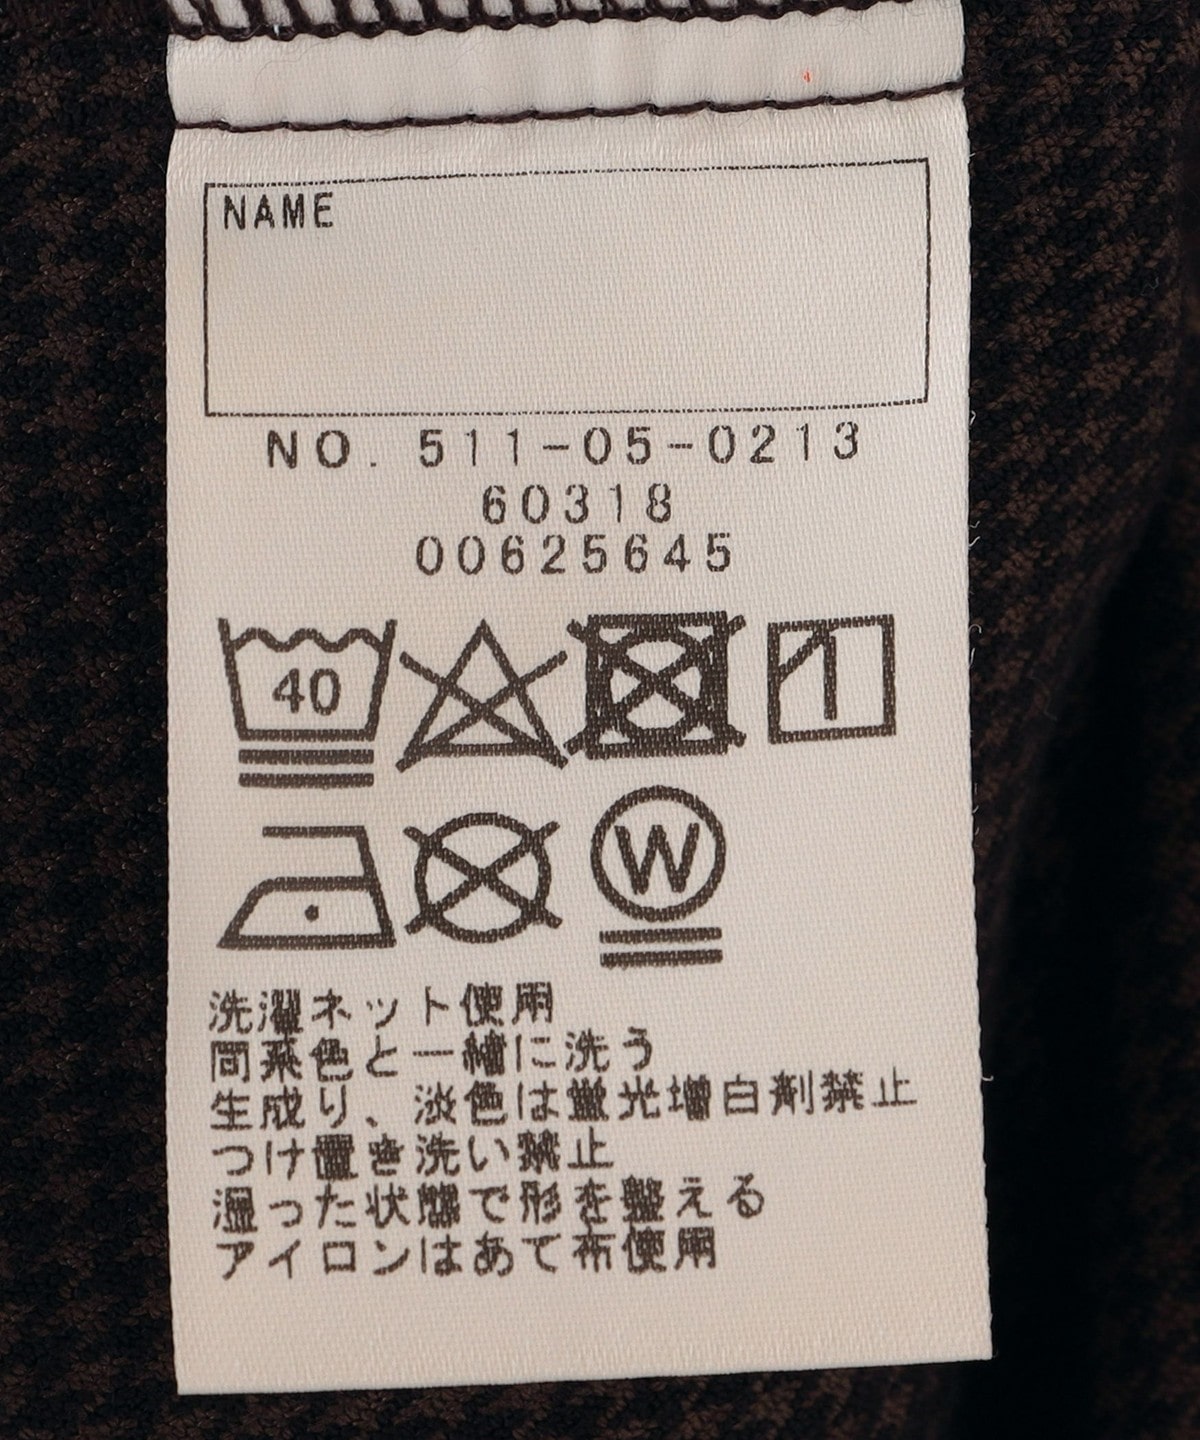 NAME
NO. 511-05-0213
60318
00625645
40
W
洗濯ネット使用
同系色と一緒に洗う
生成り、淡色は蛍光増白剤禁止
つけ置き洗い禁止
湿った状態で形を整える
アイロンはあて布使用